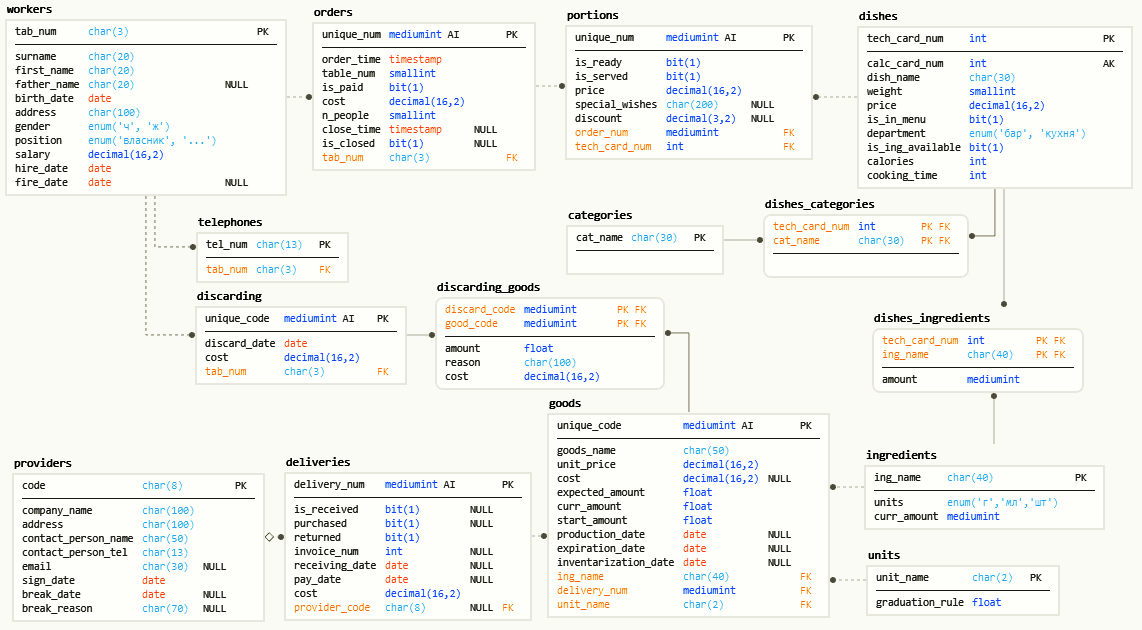 workers
tab_num char(3) PK
surname char(20)
first_name char(20)
father_name char(20) NULL
birth_date date
address char(100)
gender enum('ч', 'ж')
position enum('власник', '...')
salary decimal(16,2)
hire_date date
fire_date date NULL
orders
unique_num mediumint AI PK
order_time timestamp
table_num smallint
is_paid bit(1)
cost decimal(16,2)
n_people smallint
close_time timestamp NULL
is_closed bit(1) NULL
tab_num char(3) FK
portions
unique_num mediumint AI PK
is_ready bit(1)
is_served bit(1)
price decimal(16,2)
special_wishes char(200) NULL
discount decimal(3,2) NULL
order_num mediumint FK
tech_card_num int FK
dishes
tech_card_num int PK
calc_card_num int AK
dish_name char(30)
weight smallint
price decimal(16,2)
is_in_menu bit(1)
department enum('бар', 'кухня')
is_ing_available bit(1)
calories int
cooking_time int
telephones
tel_num char(13) PK
tab_num char(3) FK
categories
cat_name char(30) PK
dishes_categories
tech_card_num int PK FK
cat_name char(30) PK FK
discarding
unique_code mediumint AI PK
discard_date date
cost decimal(16,2)
tab_num char(3) FK
discarding_goods
discard_code mediumint PK FK
good_code mediumint PK FK
amount float
reason char(100)
cost decimal(16,2)
dishes_ingredients
tech_card_num int PK FK
ing_name char(40) PK FK
amount mediumint
providers
code char(8) PK
company_name char(100)
address char(100)
contact_person_name char(50)
contact_person_tel char(13)
email char(30) NULL
sign_date date
break_date date NULL
break_reason char(70) NULL
deliveries
delivery_num mediumint AI PK
is_received bit(1) NULL
purchased bit(1) NULL
returned bit(1)
invoice_num int NULL
receiving_date date NULL
pay_date date NULL
cost decimal(16,2)
provider_code char(8) NULL FK
goods
unique_code mediumint AI PK
goods_name char(50)
unit_price decimal(16,2)
cost decimal(16,2) NULL
expected_amount float
curr_amount float
start_amount float
production_date date NULL
expiration_date date NULL
inventarization_date date NULL
ing_name char(40) FK
delivery_num mediumint FK
unit_name char(2) FK
ingredients
ing_name char(40) PK
units enum('г','мл','шт')
curr_amount mediumint
units
unit_name char(2) PK
graduation_rule float